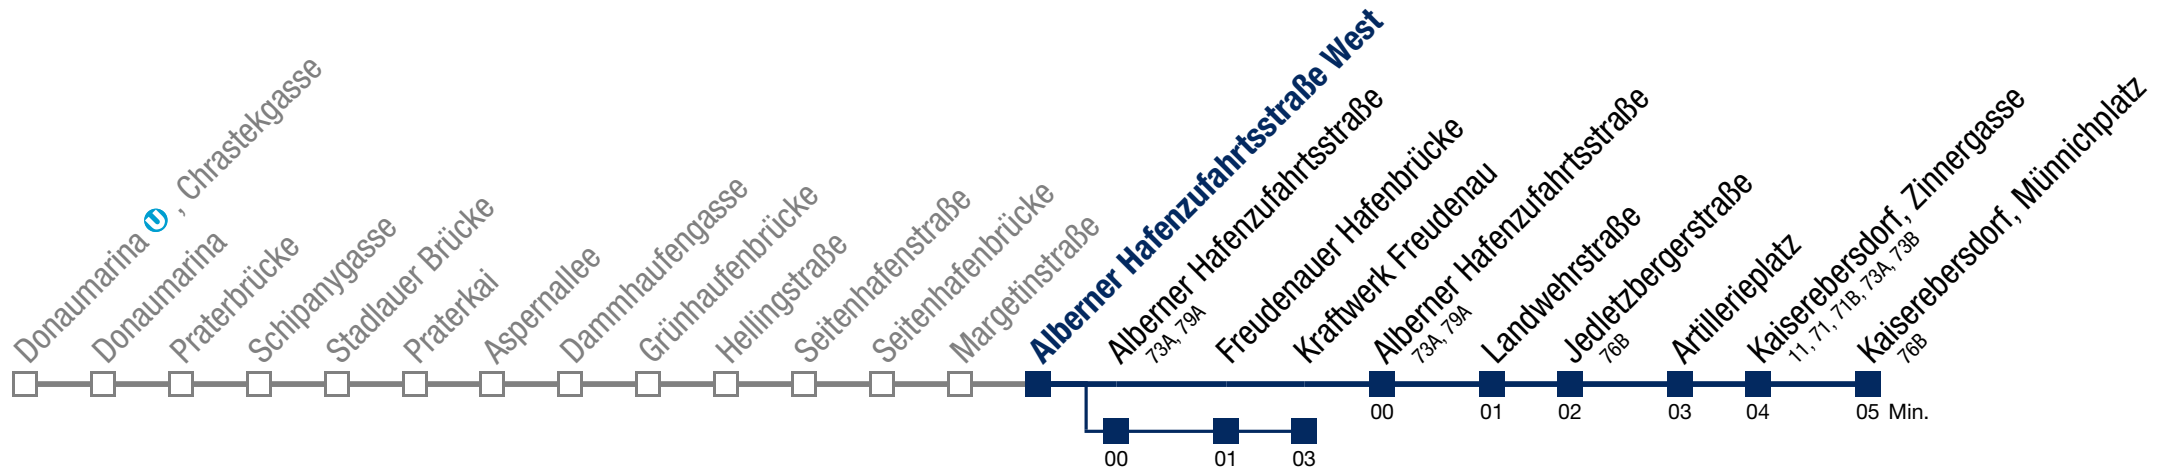 Donaumarina U, Chrastekgasse
Donaumarina
Praterbrücke
Schipanygasse
Stadlauer Brücke
Praterkai
Aspernallee
Dammhaufengasse
Grünhaufenbrücke
Hellingstraße
Seitenhafenstraße
Seitenhafenbrücke
Margetinstraße
Alberner Hafenzufahrtsstraße West
Alberner Hafenzufahrtsstraße
73A, 79A
Freudenauer Hafenbrücke
Kraftwerk Freudenau
Alberner Hafenzufahrtsstraße
73A, 79A
Landwehrstraße
Jedletzbergerstraße
76B
Artillerieplatz
Kaiserebersdorf, Zinnergasse
11, 71, 71B, 73A, 73B
Kaiserebersdorf, Münnichplatz
76B
00 01 02 03 04 05 Min.
00 01 03